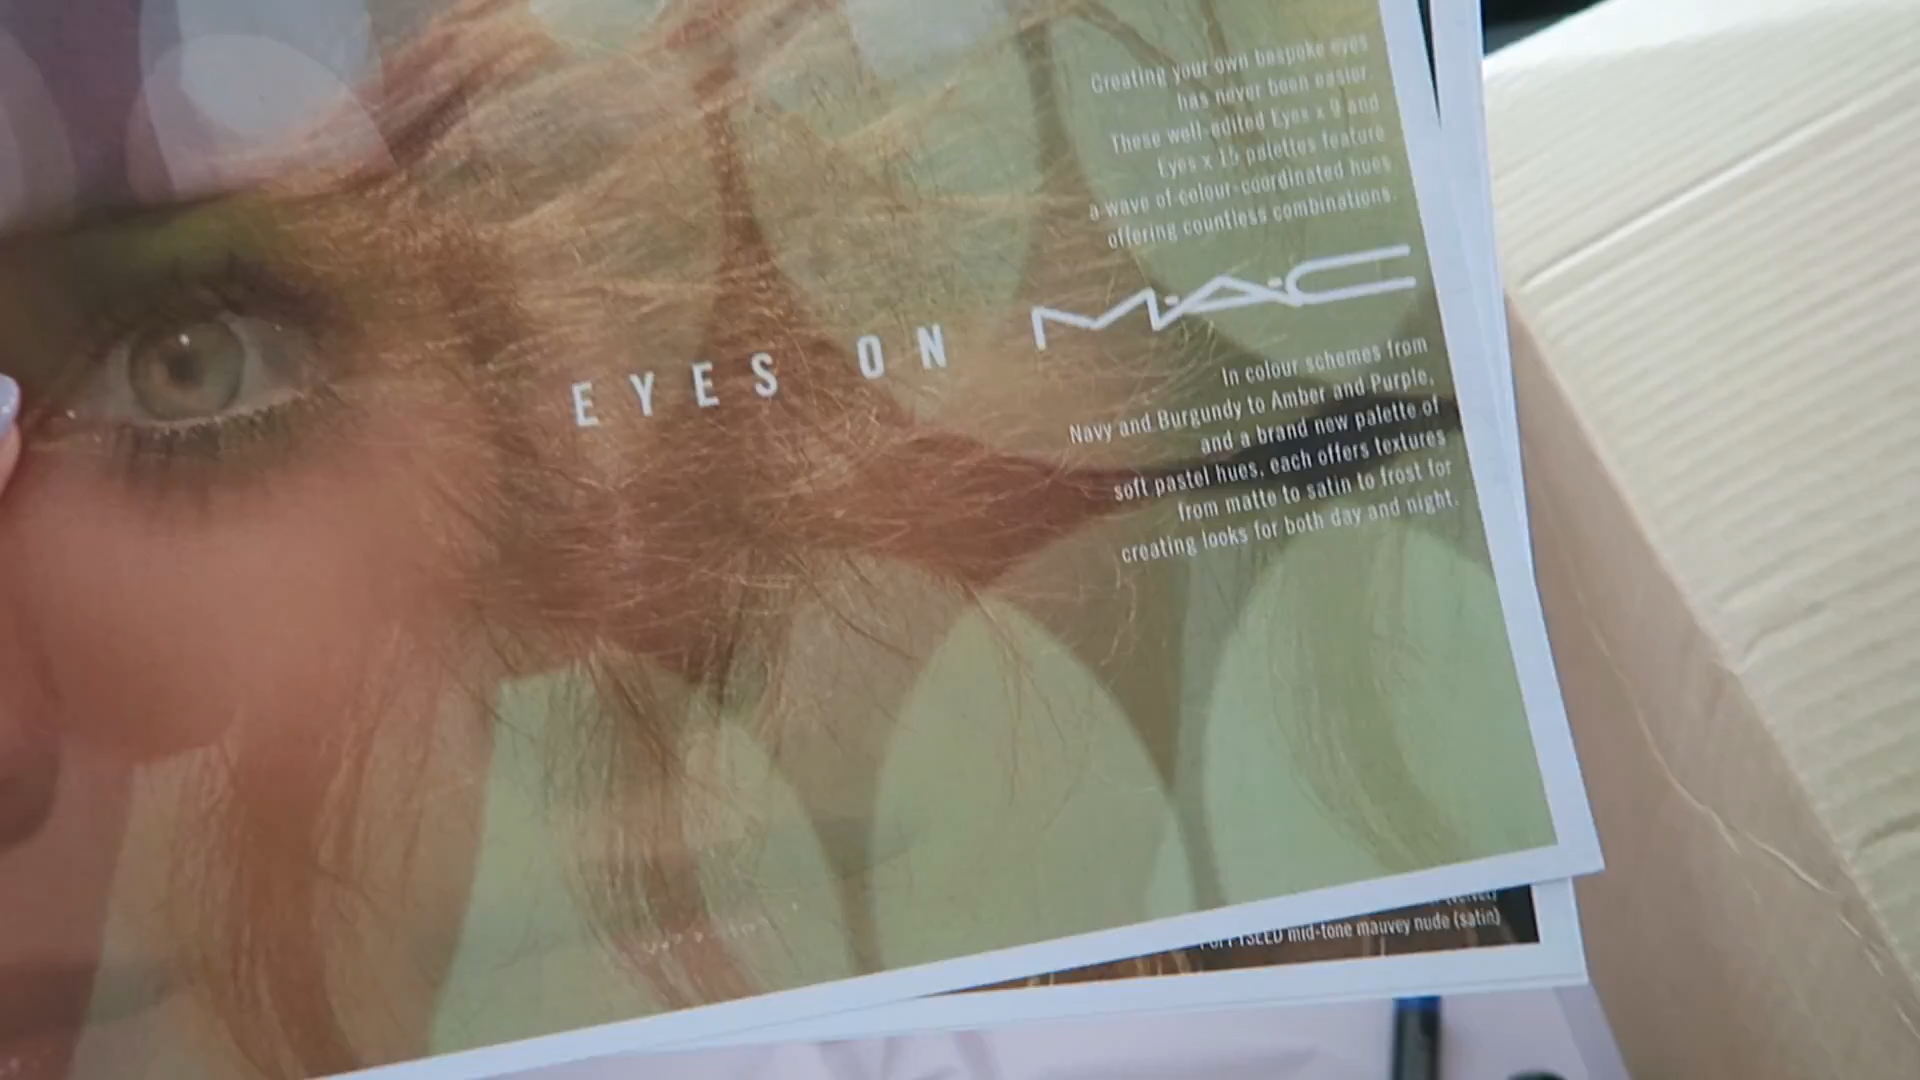 Creating your own bespoke eyes
has never been easier.
These well-edited Eyes x 9 and
Eyes x 15 palettes feature
a wave of colour-coordinated hues
offering countless combinations.
EYES ON MAC
In colour schemes from
Navy and Burgundy to Amber and Purple,
and a brand new palette of
soft pastel hues, each offers textures
from matte to satin to frost for
creating looks for both day and night.
mid-tone mauvey nude (satin)